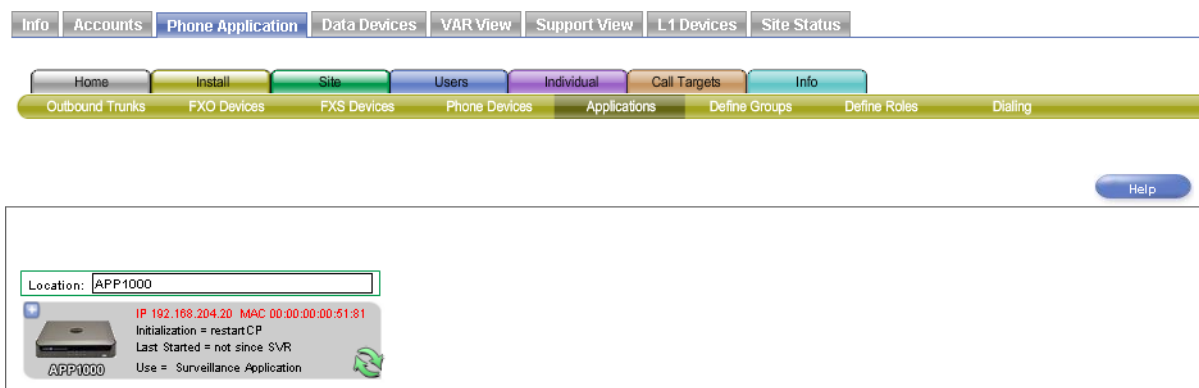 Info Accounts Phone Application Data Devices VAR View Support View L1 Devices Site Status
Home Install Site Users Individual Call Targets Info
Outbound Trunks FXO Devices FXS Devices Phone Devices Applications Define Groups Define Roles Dialing
Help
Location: APP1000
IP 192.168.204.20 MAC 00:00:00:00:51:81
Initialization = restartCP
Last Started = not since SVR
APP1000 Use = Surveillance Application